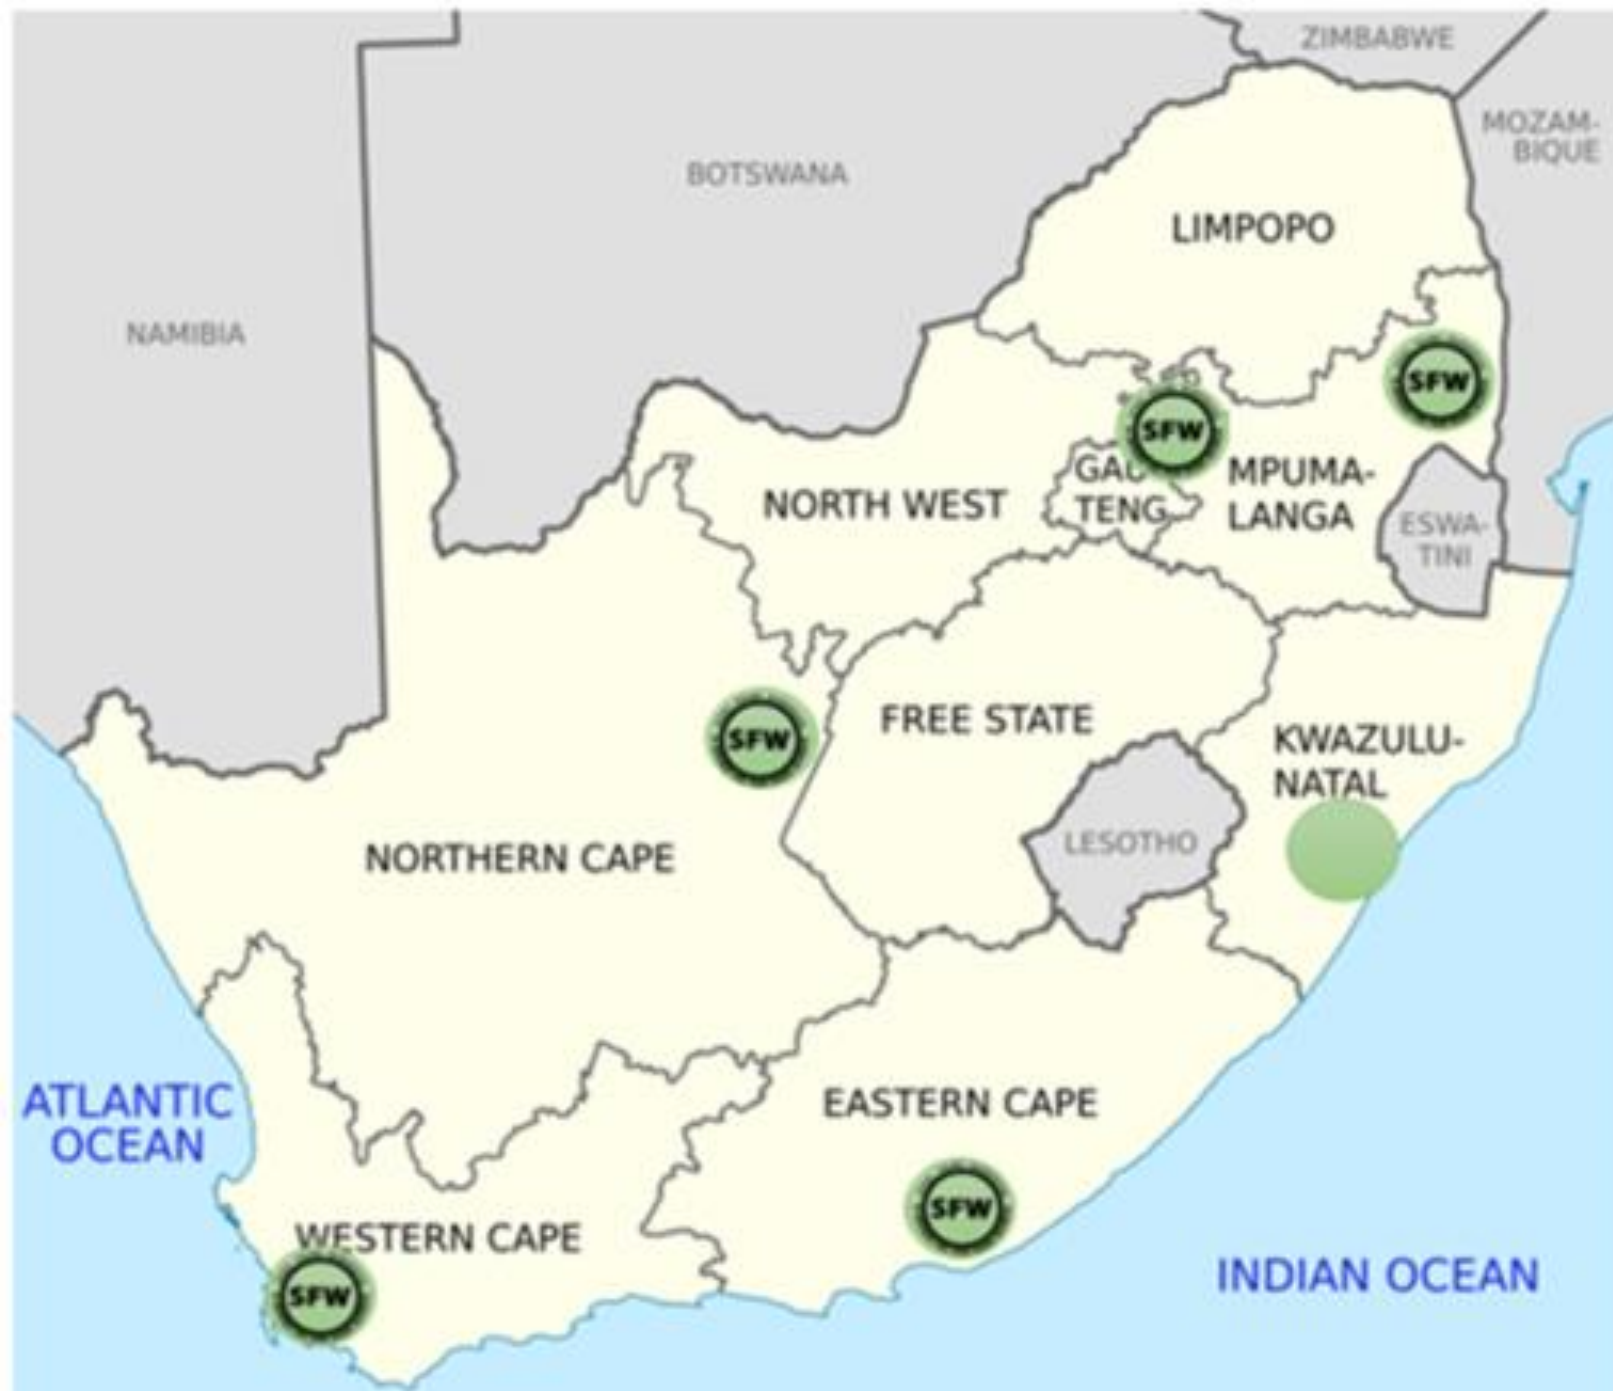 ZIMBABWE
MOZAM-
BIQUE
BOTSWANA
LIMPOPO
NAMIBIA
SFW
SFW
GAU
TENG
MPUMA-
LANGA
NORTH WEST
ESWA-
TINI
SFW
FREE STATE
KWAZULU-
NATAL
LESOTHO
NORTHERN CAPE
ATLANTIC
OCEAN
EASTERN CAPE
SFW
WESTERN CAPE
SFW
INDIAN OCEAN